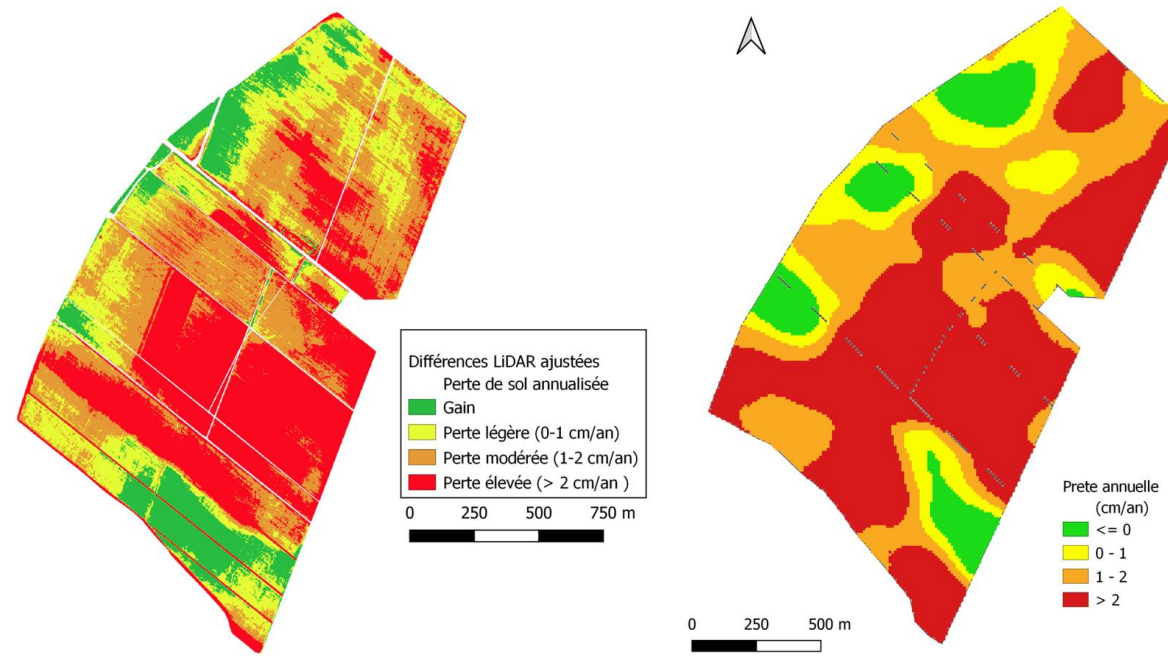 Différences LiDAR ajustées
Perte de sol annualisée
Gain
Perte légère (0-1 cm/an)
Perte modérée (1-2 cm/an)
Perte élevée (> 2 cm/an )
0 250 500 750 m
Prete annuelle
(cm/an)
<= 0
0 - 1
1 - 2
> 2
0 250 500 m